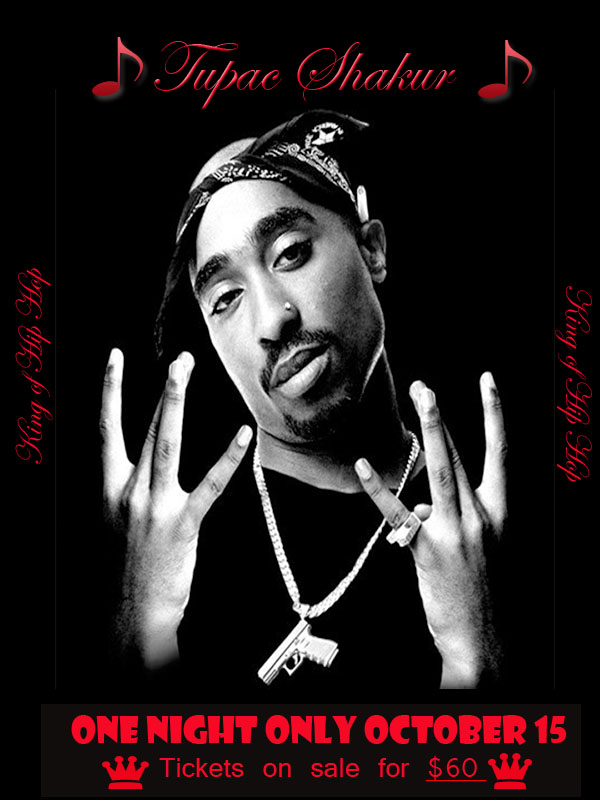 Tupac Shakur
King of Hip Hop
King of Hip Hop
ONE NIGHT ONLY OCTOBER 15
Tickets on sale for $60